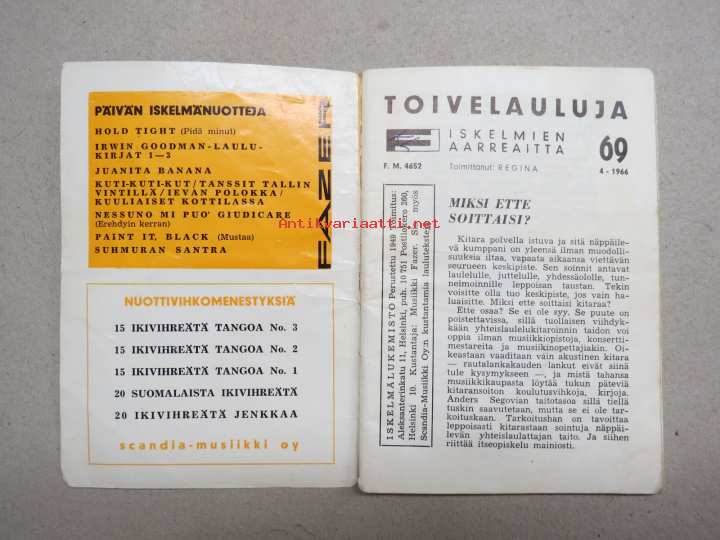 PÄIVÄN ISKELMÄNUOTTEJA
HOLD TIGHT (Pidä minut)
IRWIN GOODMAN-LAULU-
KIRJAT 1—3
JUANITA BANANA
KUTI-KUTI-KUT/TANSSIT TALLIN
VINTILLÄ/IEVAN POLOKKA/
KUULIAISET KOTTILASSA
NESSUNO MI PUO' GIUDICARE
(Erehdyin kerran)
PAINT IT, BLACK (Mustaa)
SUHMURAN SANTRA
FAZER
NUOTTIVIHKOMENESTYKSIÄ
15 IKIVIHREÄTÄ TANGOA No. 3
15 IKIVIHREÄTÄ TANGOA No. 2
15 IKIVIHREÄTÄ TANGOA No. 1
20 SUOMALAISTA IKIVIHREÄTÄ
20 IKIVIHREÄTÄ JENKKAA
scandia-musiikki oy
TOIVELAULUJA
ISKELMIEN
AARREAITTA
69
F. M. 4652
Toimittanut: REGINA
4 - 1966
ISKELMÄLUKEMISTO Perustettu 1949 Toimitus:
Aleksanterinkatu 11, Helsinki, puh. 10 751 Postilokero 260,
Helsinki 10. Kustantaja: Musiikki Fazer. Sis. myös
Scandia-Musiikki Oy:n kustantamia laulutekstejä
MIKSI ETTE
SOITTAISI?
Kitara polvella istuva ja sitä näppäile-
vä kumppani on yleensä ilman muodolli-
suuksia iltaa, vapaata aikaansa viettävän
seurueen keskipiste. Sen soinnit antavat
laulelulle, juttelulle, yhdessäololle, tun-
nelmoinnille leppoisan taustan. Tekin
voisitte olla tuo keskipiste, jos vain ha-
luaisitte. Miksi ette soittaisi kitaraa?
Ette osaa? Se ei ole syy. Se puute on
poistettavissa, sillä tuollaisen viihdyk-
kään yhteislaulukitaroinnin taidon voi
oppia ilman musiikkiopistoja, konsertti-
mestareita ja musiikinopettajiakin. Oi-
keastaan vaaditaan vain akustinen kitara
— rautalankakauden lankut eivät siinä
tule kysymykseen —, ja mistä tahansa
musiikkikaupasta löytää tukun päteviä
kitaransoiton koulutusvihkoja, kirjoja.
Anders Segovian taitotasoa sillä tiellä
tuskin saavutetaan, mutta se ei ole tar-
koituskaan. Tarkoitushan on tavoittaa
leppoisasti kitarastaan sointuja näppäi-
levän yhteislaulattajan taito. Ja siihen
riittää itseopiskelu mainiosti.
Antikvariaatti.net